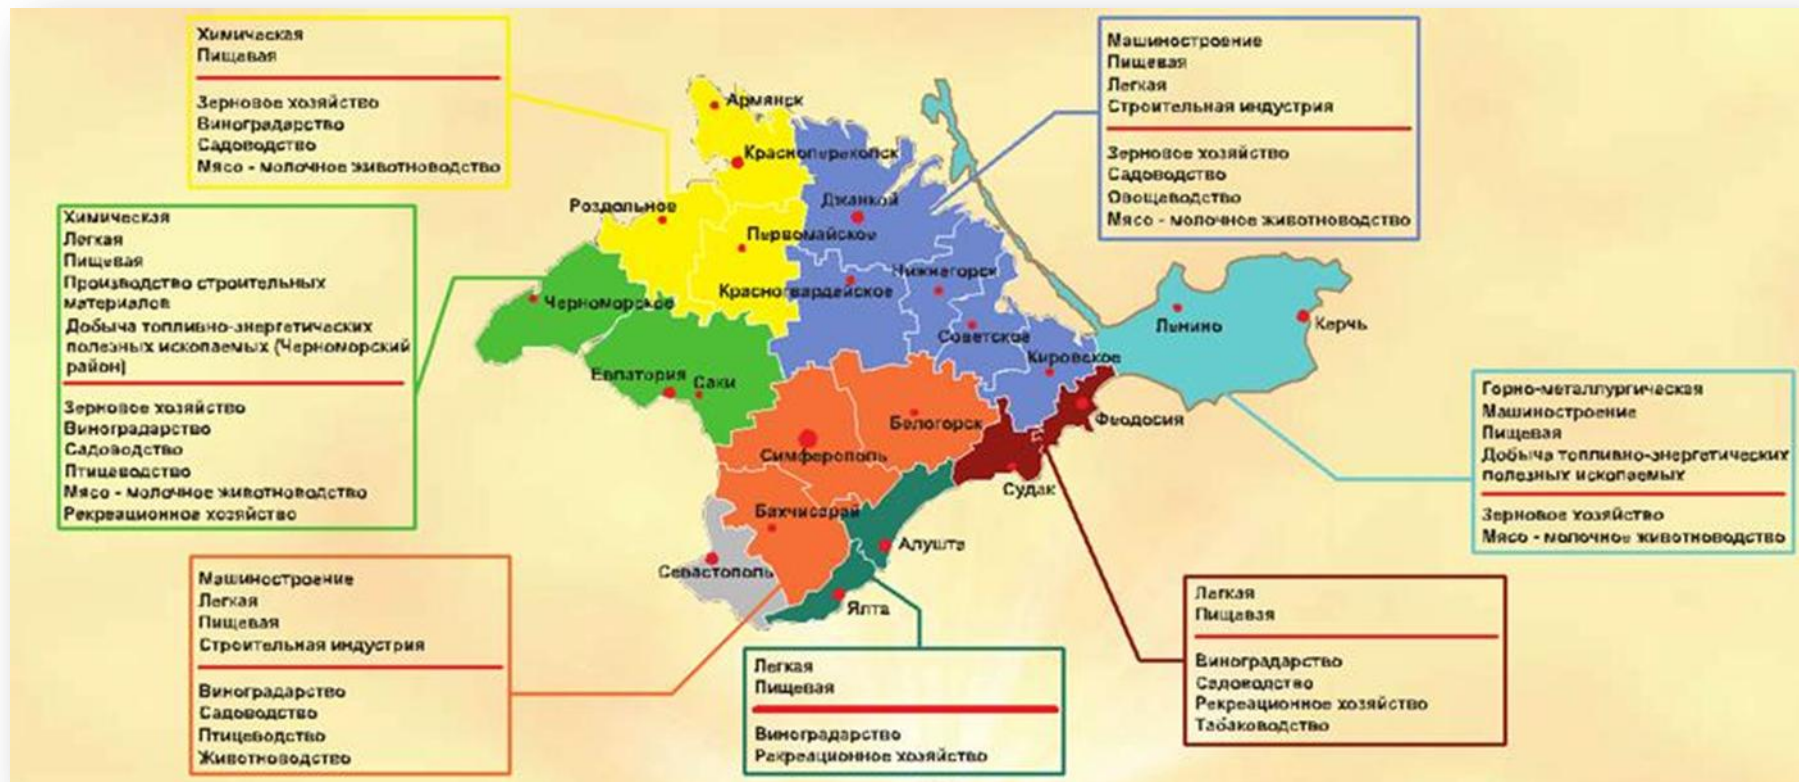 Химическая
Пищевая
Зерновое хозяйство
Виноградарство
Садоводство
Мясо - молочное животноводство
Машиностроение
Пищевая
Легкая
Строительная индустрия
Зерновое хозяйство
Садоводство
Овощеводство
Мясо - молочное животноводство
Химическая
Легкая
Пищевая
Производство строительных
материалов
Добыча топливно-энергетических
полезных ископаемых (Черноморский
район)
Зерновое хозяйство
Виноградарство
Садоводство
Птицеводство
Мясо - молочное животноводство
Рекреационное хозяйство
Армянск
Красноперекопск
Раздольное
Джанкой
Первомайское
Нижнегорск
Красногвардейское
Черноморское
Советское
Кировское
Ленино
Керчь
Евпатория
Саки
Белогорск
Феодосия
Симферополь
Судак
Бахчисарай
Алушта
Севастополь
Ялта
Горно-металлургическая
Машиностроение
Пищевая
Добыча топливно-энергетических
полезных ископаемых
Зерновое хозяйство
Мясо - молочное животноводство
Машиностроение
Легкая
Пищевая
Строительная индустрия
Виноградарство
Садоводство
Птицеводство
Животноводство
Легкая
Пищевая
Виноградарство
Рекреационное хозяйство
Легкая
Пищевая
Виноградарство
Садоводство
Рекреационное хозяйство
Табаководство